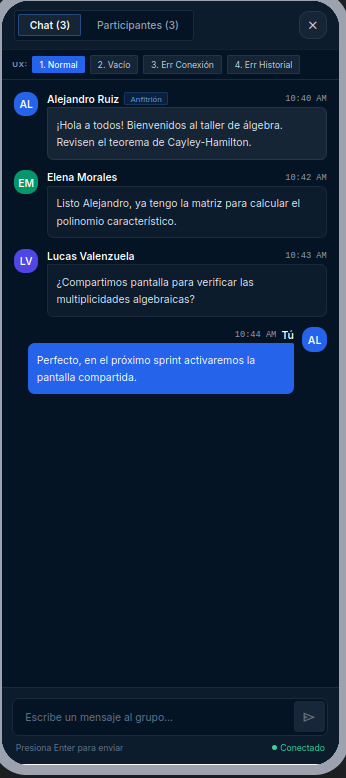 Chat (3)
Participantes (3)
✕
UX:
1. Normal
2. Vacío
3. Err Conexión
4. Err Historial
AL
Alejandro Ruiz
Anfitrión
10:40 AM
¡Hola a todos! Bienvenidos al taller de álgebra.
Revisen el teorema de Cayley-Hamilton.
EM
Elena Morales
10:42 AM
Listo Alejandro, ya tengo la matriz para calcular el
polinomio característico.
LV
Lucas Valenzuela
10:43 AM
¿Compartimos pantalla para verificar las
multiplicidades algebraicas?
10:44 AM
Tú
AL
Perfecto, en el próximo sprint activaremos la
pantalla compartida.
Escribe un mensaje al grupo...
Presiona Enter para enviar
Conectado